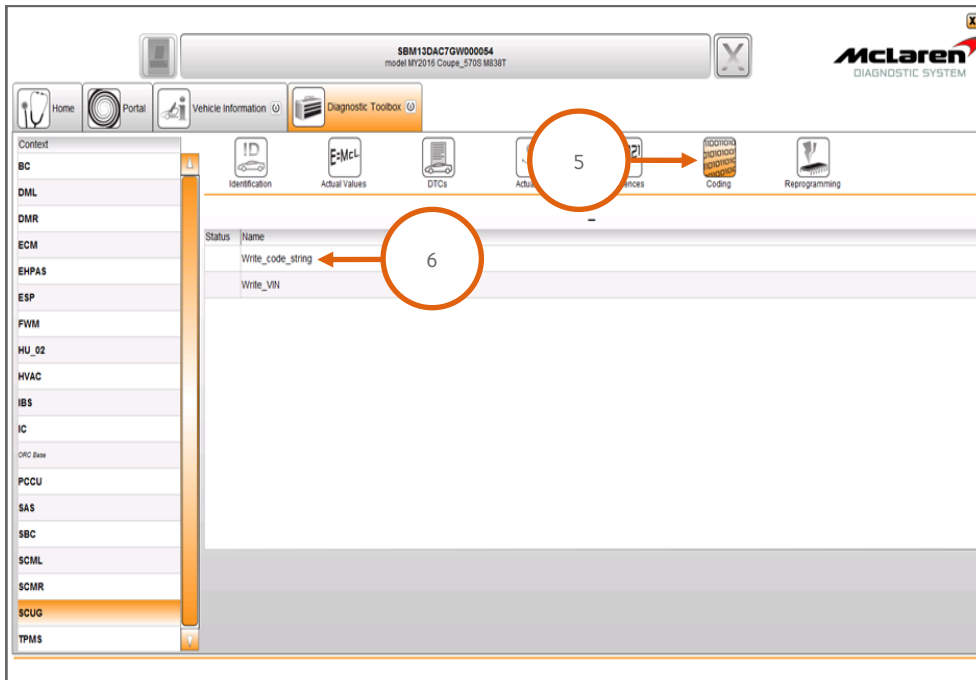 SBM13DAC7GW000054
model MY2016 Coupe_570S M838T
X
X
McLaren
DIAGNOSTIC SYSTEM
Home
Portal
Vehicle Information
Diagnostic Toolbox
Context
BC
DML
DMR
ECM
EHPAS
ESP
FWM
HU_02
HVAC
IBS
IC
ORC Base
PCCU
SAS
SBC
SCML
SCMR
SCUG
TPMS
ID
E=McL
Identification
Actual Values
DTCs
Coding
Reprogramming
5
Status Name
Write_code_string
6
Write_VIN